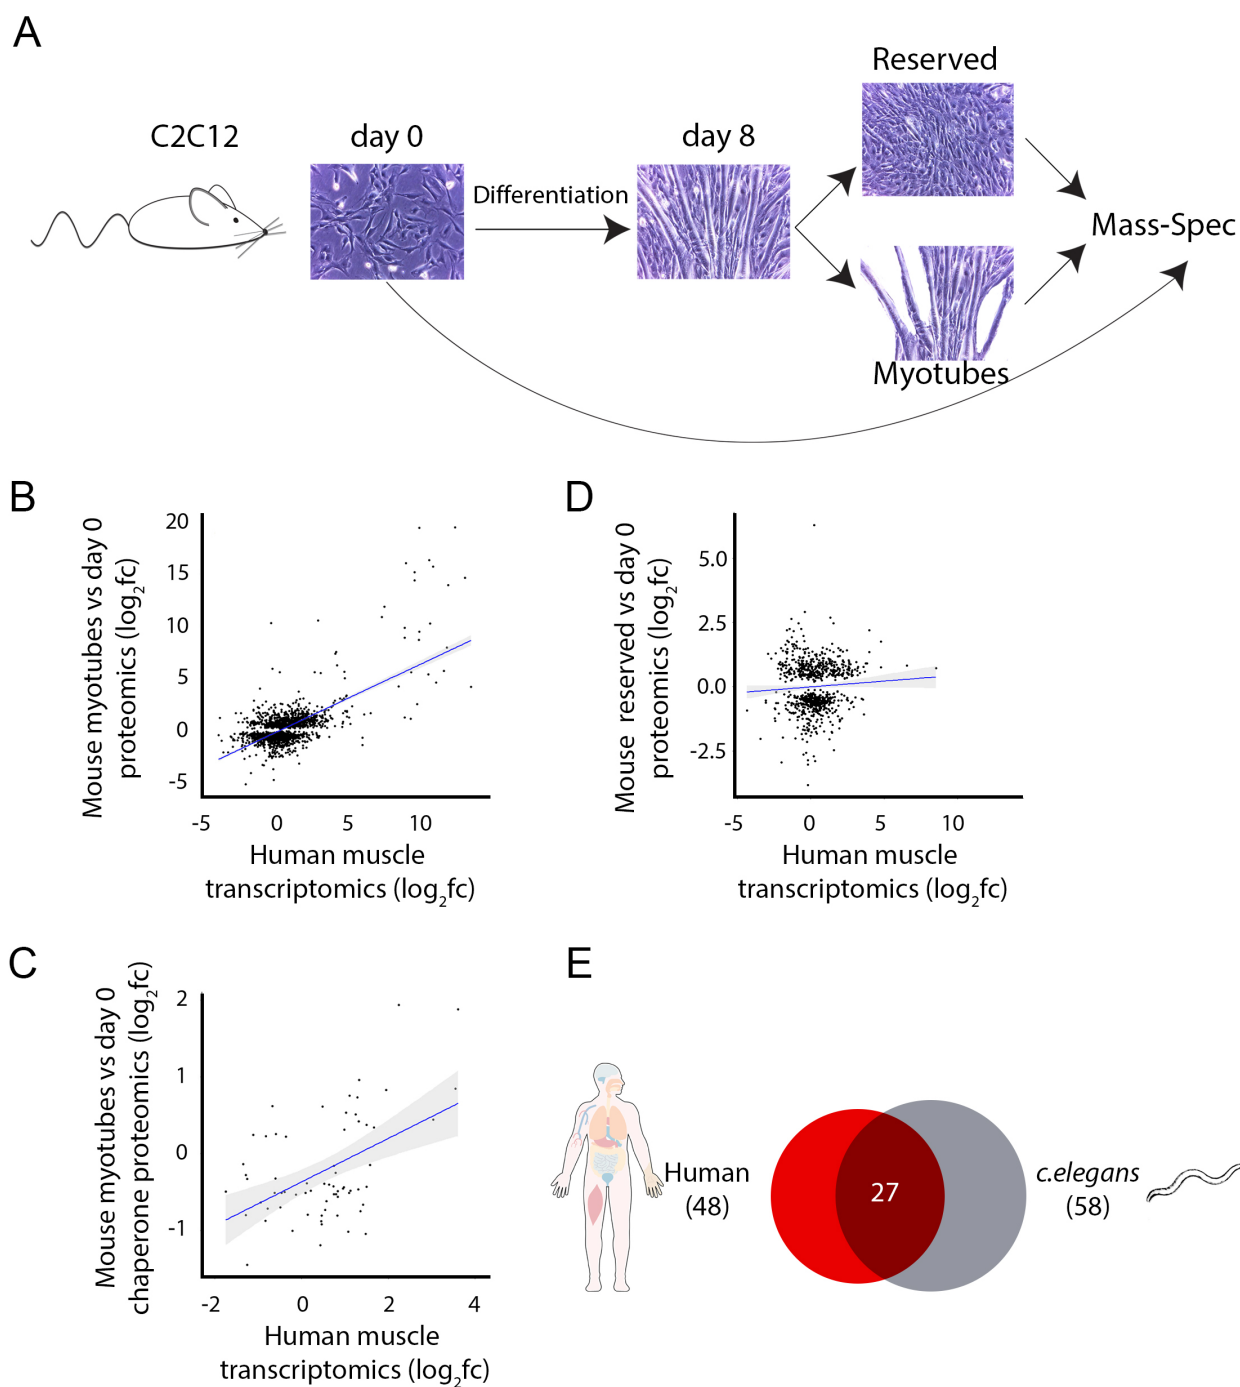 A
C2C12
day 0
Differentiation
day 8
Reserved
Myotubes
Mass-Spec
B
Mouse myotubes vs day 0
proteomics (log2fc)
20
15
10
5
0
-5
-5 0 5 10
Human muscle
transcriptomics (log2fc)
D
Mouse reserved vs day 0
proteomics (log2fc)
5.0
2.5
0.0
-2.5
-5 0 5 10
Human muscle
transcriptomics (log2fc)
C
Mouse myotubes vs day 0
chaperone proteomics (log2fc)
2
1
0
-1
-2 0 2 4
Human muscle
transcriptomics (log2fc)
E
Human
(48)
27
c.elegans
(58)